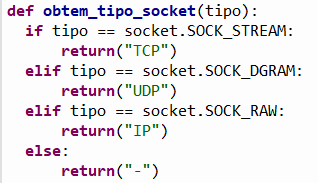 def obtem_tipo_socket(tipo):
  if tipo == socket.SOCK_STREAM:
      return("TCP")
  elif tipo == socket.SOCK_DGRAM:
      return("UDP")
  elif tipo == socket.SOCK_RAW:
      return("IP")
  else:
      return("-")